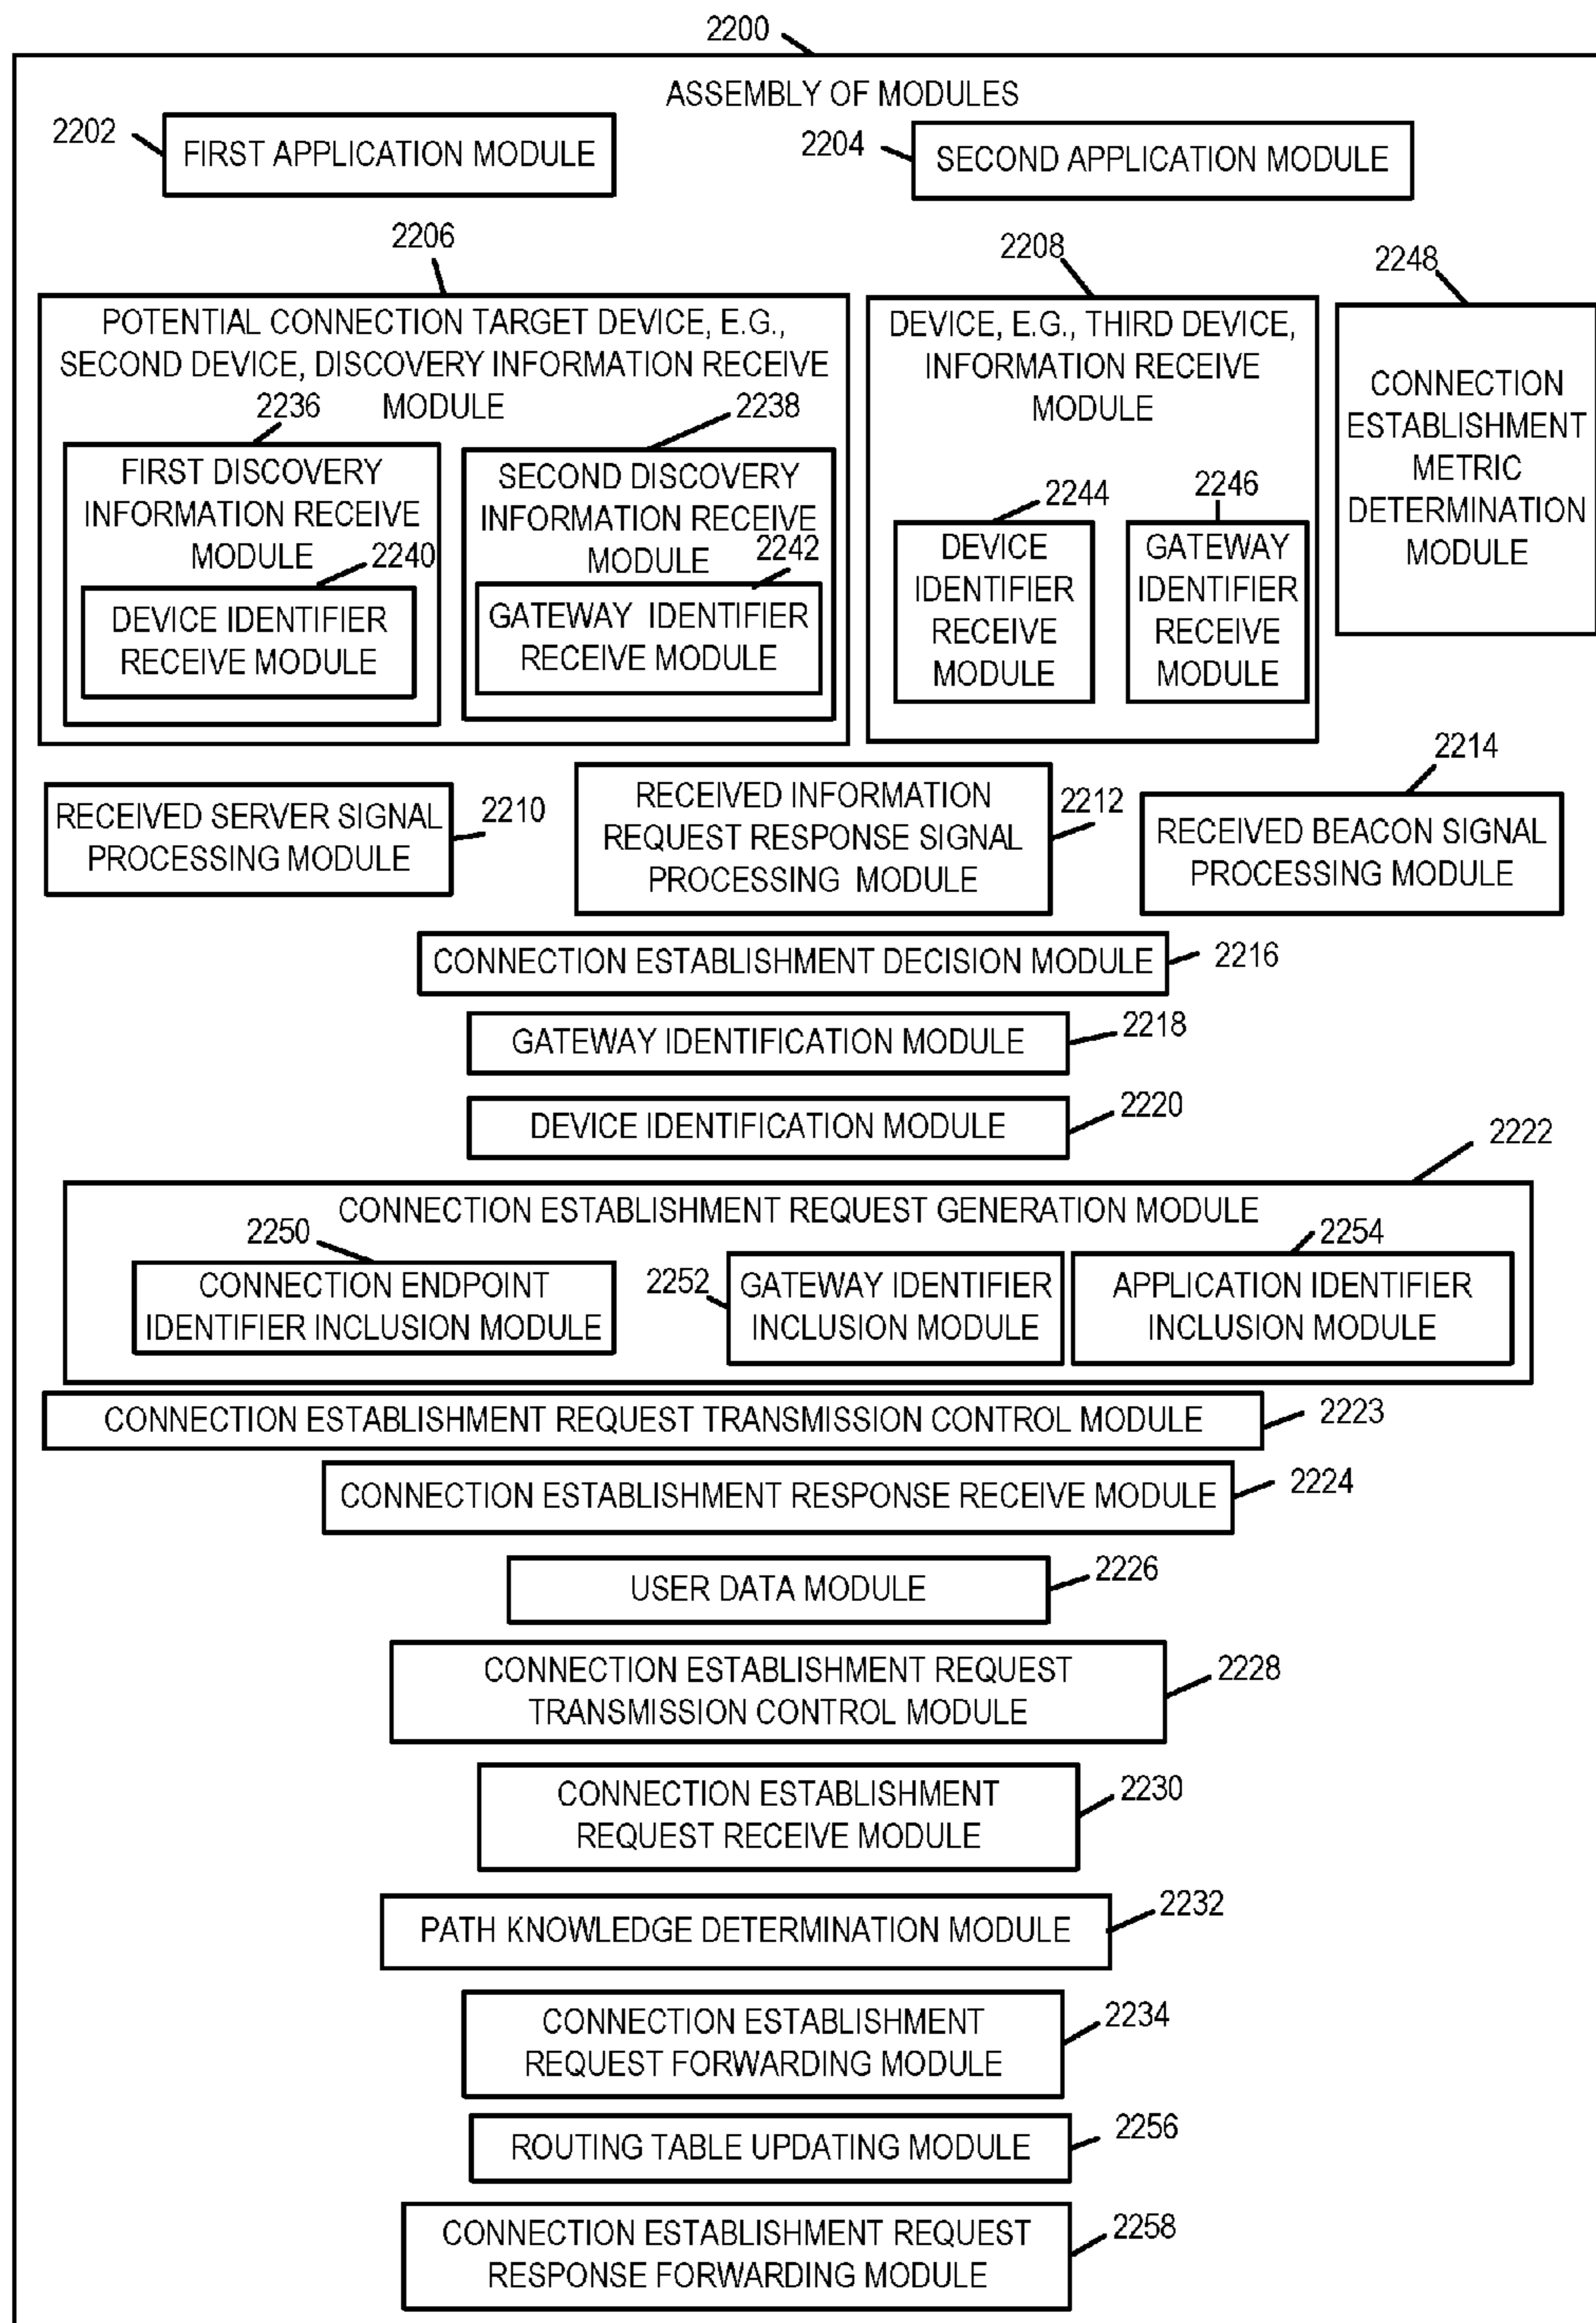 2200
ASSEMBLY OF MODULES
2202
FIRST APPLICATION MODULE
2204
SECOND APPLICATION MODULE
2206
POTENTIAL CONNECTION TARGET DEVICE, E.G.,
SECOND DEVICE, DISCOVERY INFORMATION RECEIVE
MODULE
2236
FIRST DISCOVERY
INFORMATION RECEIVE
MODULE
2240
DEVICE IDENTIFIER
RECEIVE MODULE
2238
SECOND DISCOVERY
INFORMATION RECEIVE
MODULE
2242
GATEWAY IDENTIFIER
RECEIVE MODULE
2208
DEVICE, E.G., THIRD DEVICE,
INFORMATION RECEIVE
MODULE
2244
DEVICE
IDENTIFIER
RECEIVE
MODULE
2246
GATEWAY
IDENTIFIER
RECEIVE
MODULE
2248
CONNECTION
ESTABLISHMENT
METRIC
DETERMINATION
MODULE
RECEIVED SERVER SIGNAL
PROCESSING MODULE
2210
RECEIVED INFORMATION
REQUEST RESPONSE SIGNAL
PROCESSING MODULE
2212
2214
RECEIVED BEACON SIGNAL
PROCESSING MODULE
CONNECTION ESTABLISHMENT DECISION MODULE
2216
GATEWAY IDENTIFICATION MODULE
2218
DEVICE IDENTIFICATION MODULE
2220
2222
CONNECTION ESTABLISHMENT REQUEST GENERATION MODULE
2250
CONNECTION ENDPOINT
IDENTIFIER INCLUSION MODULE
2252
GATEWAY IDENTIFIER
INCLUSION MODULE
2254
APPLICATION IDENTIFIER
INCLUSION MODULE
CONNECTION ESTABLISHMENT REQUEST TRANSMISSION CONTROL MODULE
2223
CONNECTION ESTABLISHMENT RESPONSE RECEIVE MODULE
2224
USER DATA MODULE
2226
CONNECTION ESTABLISHMENT REQUEST
TRANSMISSION CONTROL MODULE
2228
CONNECTION ESTABLISHMENT
REQUEST RECEIVE MODULE
2230
PATH KNOWLEDGE DETERMINATION MODULE
2232
CONNECTION ESTABLISHMENT
REQUEST FORWARDING MODULE
2234
ROUTING TABLE UPDATING MODULE
2256
CONNECTION ESTABLISHMENT REQUEST
RESPONSE FORWARDING MODULE
2258